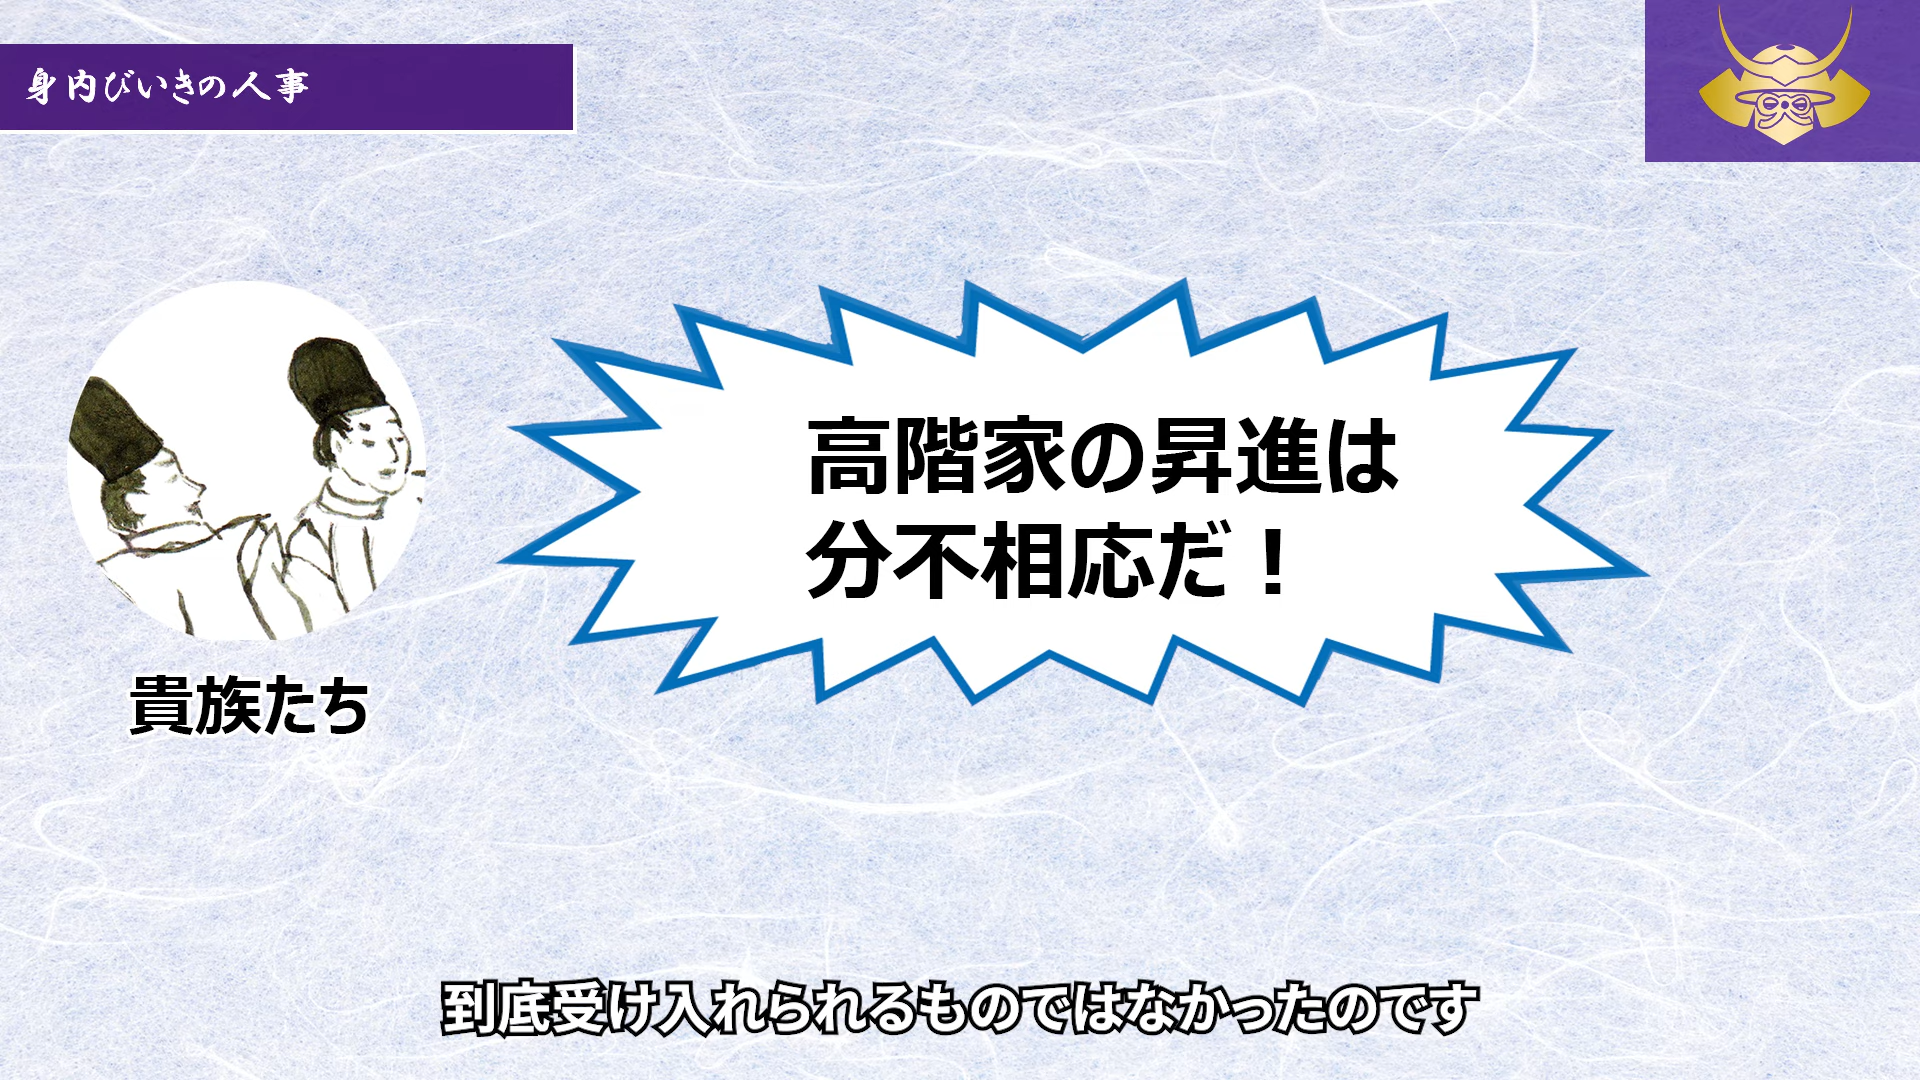 身内びいきの人事
高階家の昇進は
分不相応だ！
貴族たち
到底受け入れられるものではなかったのです